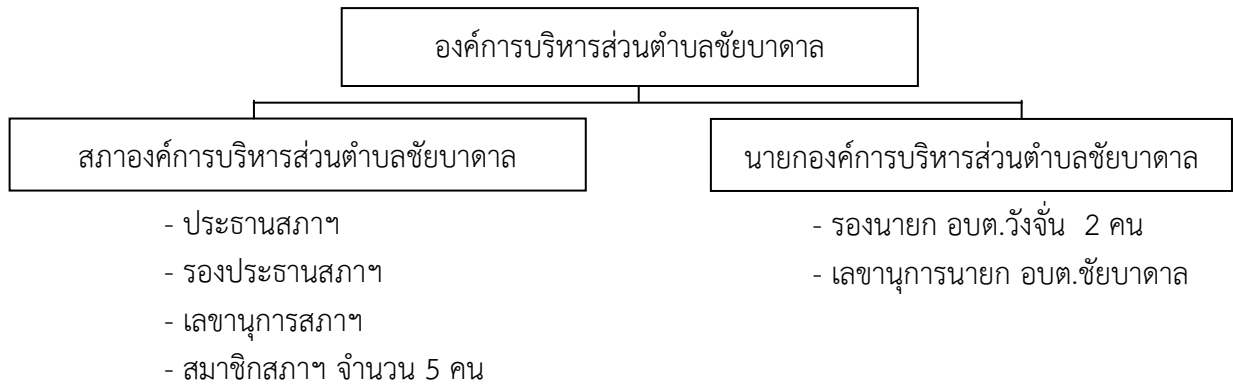 องค์การบริหารส่วนตำบลชัยบาดาล
สภาองค์การบริหารส่วนตำบลชัยบาดาล
- ประธานสภาฯ
- รองประธานสภาฯ
- เลขานุการสภาฯ
- สมาชิกสภาฯ จำนวน 5 คน
นายกองค์การบริหารส่วนตำบลชัยบาดาล
- รองนายก อบต.วังจั่น 2 คน
- เลขานุการนายก อบต.ชัยบาดาล